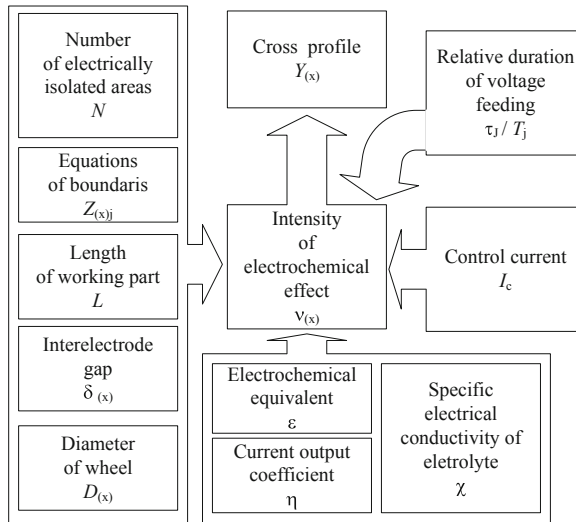 Number
of electrically
isolated areas
N
Equations
of boundaris
Z(x)j
Length
of working part
L
Interelectrode
gap
δ (x)
Diameter
of wheel
D(x)
Cross profile
Y(x)
Intensity
of
electrochemical
effect
ν(x)
Relative duration
of voltage
feeding
τJ / Tj
Control current
Ic
Electrochemical
equivalent
ε
Current output
coefficient
η
Specific
electrical
conductivity of
eletrolyte
χ